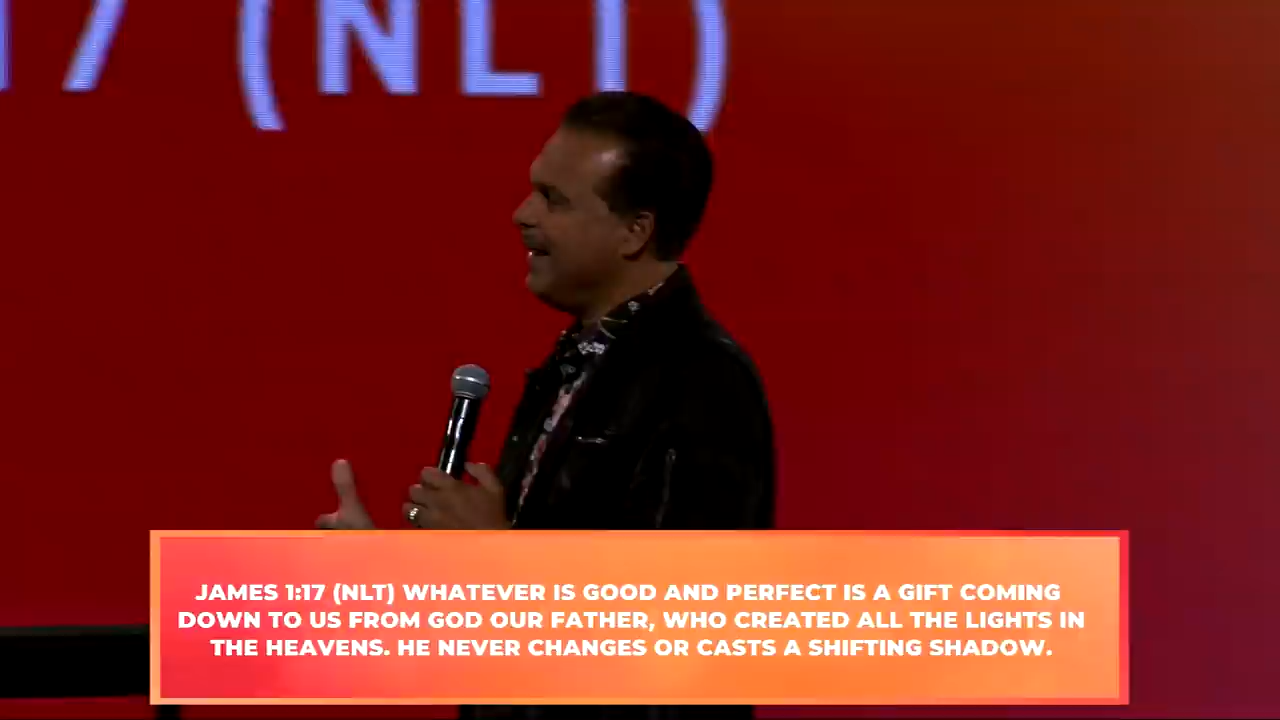 17 (NLT)
JAMES 1:17 (NLT) WHATEVER IS GOOD AND PERFECT IS A GIFT COMING
DOWN TO US FROM GOD OUR FATHER, WHO CREATED ALL THE LIGHTS IN
THE HEAVENS. HE NEVER CHANGES OR CASTS A SHIFTING SHADOW.